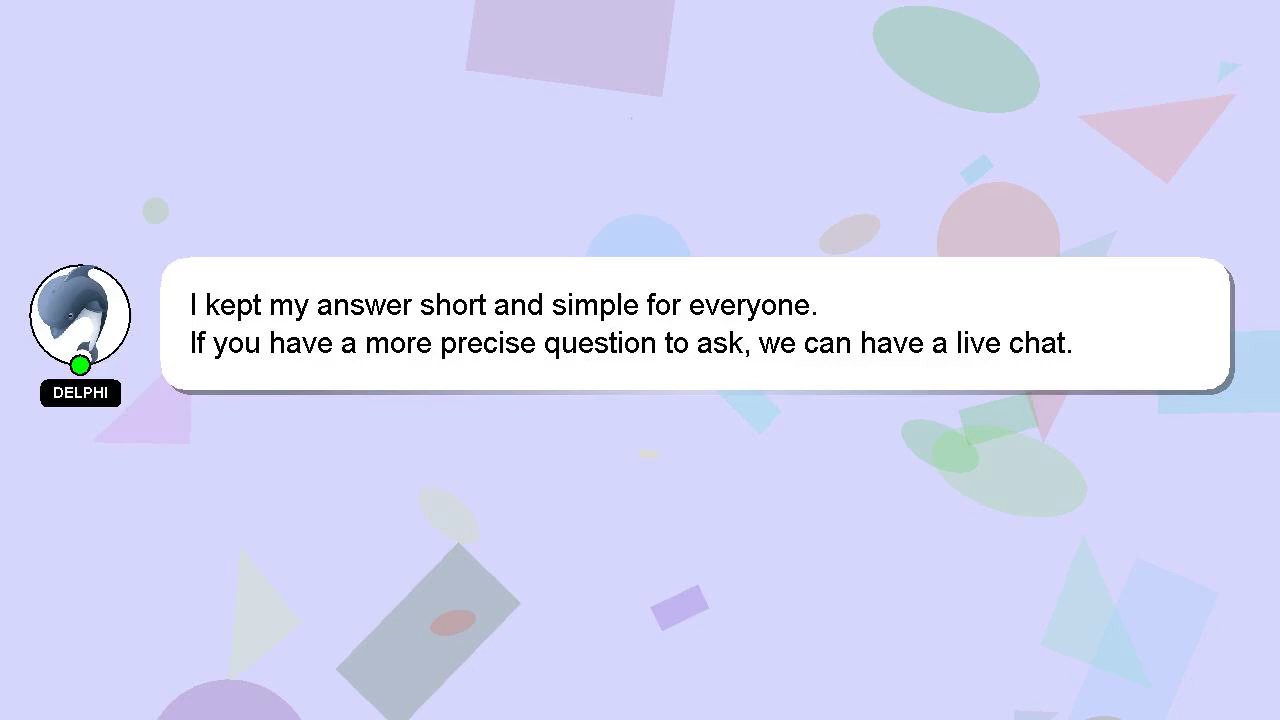 I kept my answer short and simple for everyone.
If you have a more precise question to ask, we can have a live chat.
DELPHI